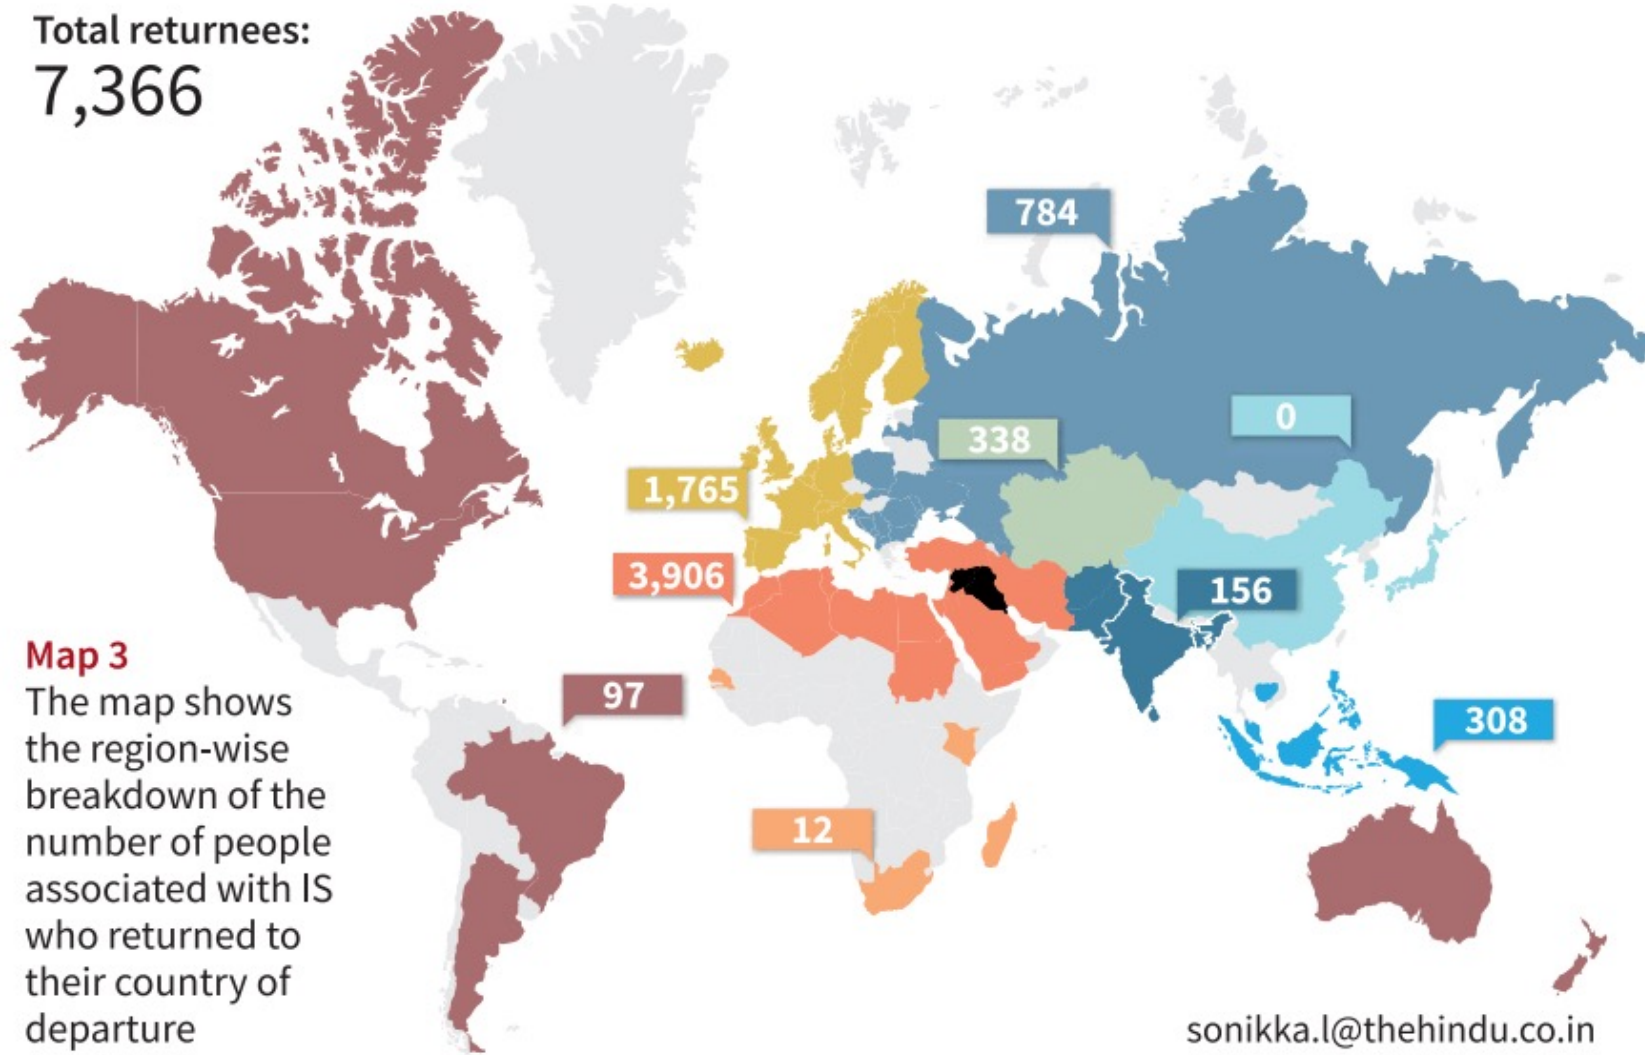 Total returnees:
7,366
784
0
338
1,765
3,906
156
97
308
12
Map 3
The map shows
the region-wise
breakdown of the
number of people
associated with IS
who returned to
their country of
departure
sonikka.l@thehindu.co.in